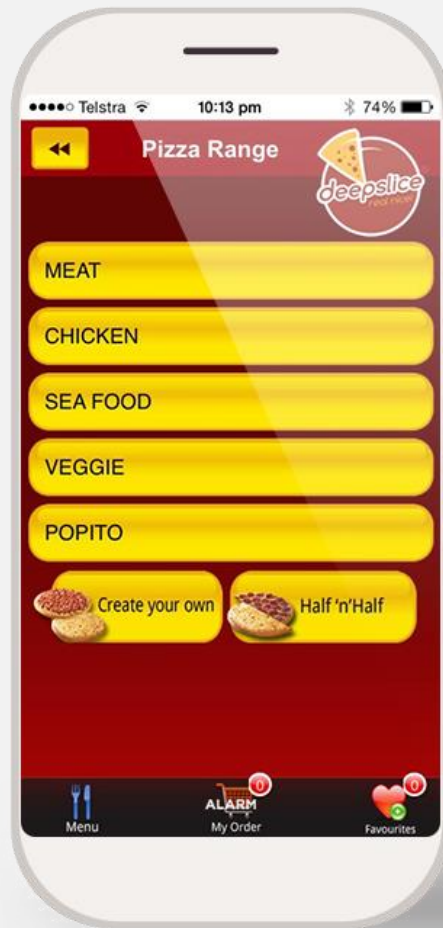 Telstra 10:13 pm 74%
Pizza Range
deepslice
real nice!
MEAT
CHICKEN
SEA FOOD
VEGGIE
POPITO
Create your own Half 'n'Half
0 0
ALARM
Menu My Order Favourites